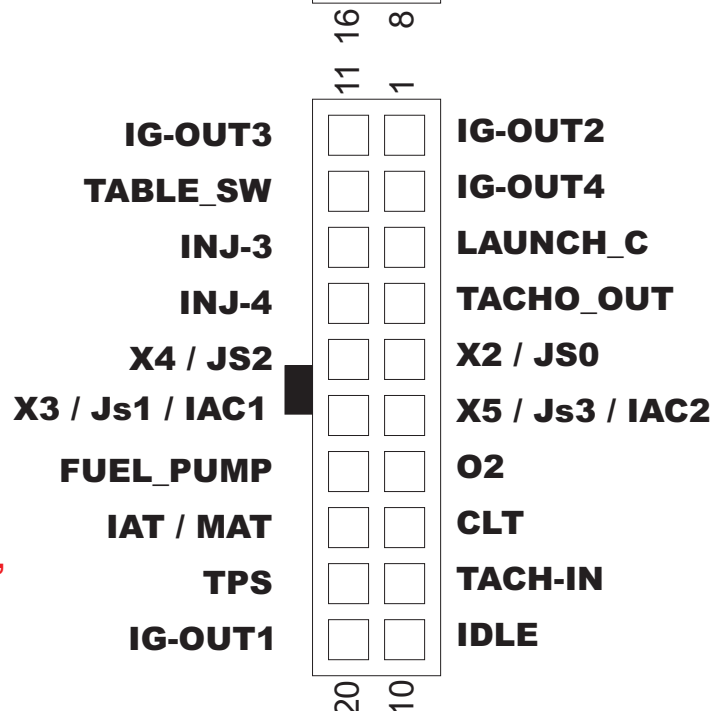 16 8
11 1
IG-OUT3 IG-OUT2
TABLE_SW IG-OUT4
INJ-3 LAUNCH_C
INJ-4 TACHO_OUT
X4 / JS2 X2 / JS0
X3 / Js1 / IAC1 X5 / Js3 / IAC2
FUEL_PUMP O2
IAT / MAT CLT
TPS TACH-IN
IG-OUT1 IDLE
20 10